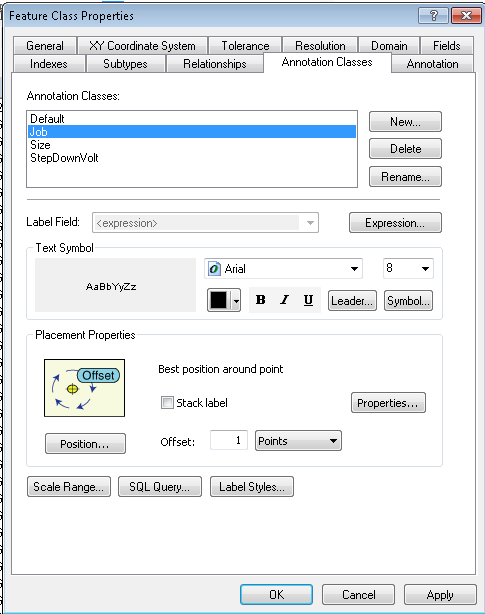 Feature Class Properties
General XY Coordinate System Tolerance Resolution Domain Fields
Indexes Subtypes Relationships Annotation Classes Annotation
Annotation Classes:
Default
Job
Size
StepDownVolt
New...
Delete
Rename...
Label Field: <expression> Expression...
Text Symbol
AaBbYyZz
Arial 8
B I U Leader... Symbol...
Placement Properties
Offset
Best position around point
Stack label
Properties...
Position...
Offset: 1 Points
Scale Range... SQL Query... Label Styles...
OK Cancel Apply